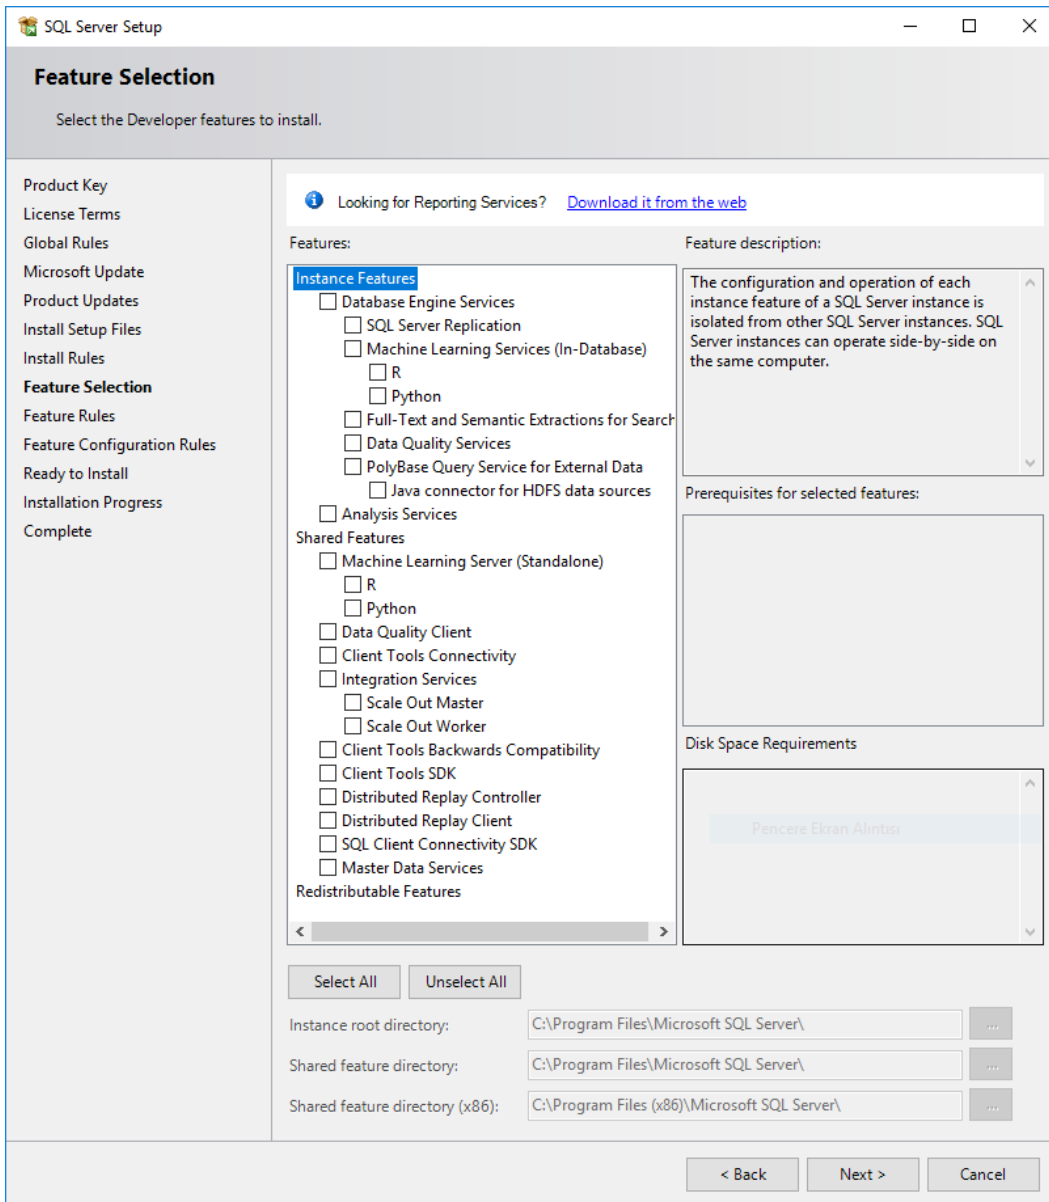 SQL Server Setup
Feature Selection
Select the Developer features to install.
Product Key
License Terms
Global Rules
Microsoft Update
Product Updates
Install Setup Files
Install Rules
Feature Selection
Feature Rules
Feature Configuration Rules
Ready to Install
Installation Progress
Complete
Looking for Reporting Services? Download it from the web
Features:
Instance Features
Database Engine Services
SQL Server Replication
Machine Learning Services (In-Database)
R
Python
Full-Text and Semantic Extractions for Search
Data Quality Services
PolyBase Query Service for External Data
Java connector for HDFS data sources
Analysis Services
Shared Features
Machine Learning Server (Standalone)
R
Python
Data Quality Client
Client Tools Connectivity
Integration Services
Scale Out Master
Scale Out Worker
Client Tools Backwards Compatibility
Client Tools SDK
Distributed Replay Controller
Distributed Replay Client
SQL Client Connectivity SDK
Master Data Services
Redistributable Features
Feature description:
The configuration and operation of each
instance feature of a SQL Server instance is
isolated from other SQL Server instances. SQL
Server instances can operate side-by-side on
the same computer.
Prerequisites for selected features:
Disk Space Requirements
Pencere Ekran Alıntısı
Select All
Unselect All
Instance root directory: C:\Program Files\Microsoft SQL Server\ ...
Shared feature directory: C:\Program Files\Microsoft SQL Server\ ...
Shared feature directory (x86): C:\Program Files (x86)\Microsoft SQL Server\ ...
< Back
Next >
Cancel